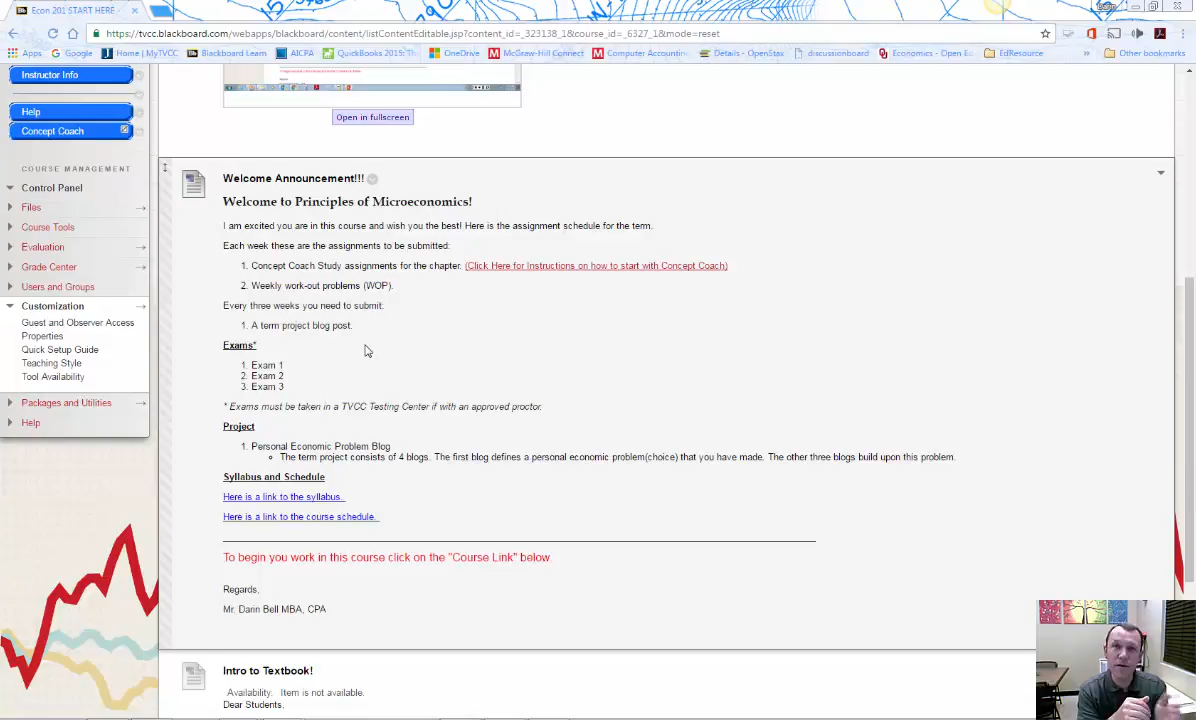 Econ 201 START HERE -
https://tvcc.blackboard.com/webapps/blackboard/content/listContentEditable.jsp?content_id=_323138_1&course_id=_6327_1&mode=reset
Apps Google Home | MyTVCC Blackboard Learn AICPA QuickBooks 2015: Th OneDrive McGraw-Hill Connect Computer Accounting Details - OpenStax discussionboard Economics - Open Ed EdResource Other bookmarks
Instructor Info
Help
Concept Coach
COURSE MANAGEMENT
Control Panel
Files
Course Tools
Evaluation
Grade Center
Users and Groups
Customization
Guest and Observer Access
Properties
Quick Setup Guide
Teaching Style
Tool Availability
Packages and Utilities
Help
Open in fullscreen
Welcome Announcement!!!
Welcome to Principles of Microeconomics!
I am excited you are in this course and wish you the best! Here is the assignment schedule for the term.
Each week these are the assignments to be submitted:
1. Concept Coach Study assignments for the chapter. (Click Here for Instructions on how to start with Concept Coach)
2. Weekly work-out problems (WOP).
Every three weeks you need to submit:
1. A term project blog post.
Exams*
1. Exam 1
2. Exam 2
3. Exam 3
* Exams must be taken in a TVCC Testing Center if with an approved proctor.
Project
1. Personal Economic Problem Blog
The term project consists of 4 blogs. The first blog defines a personal economic problem(choice) that you have made. The other three blogs build upon this problem.
Syllabus and Schedule
Here is a link to the syllabus.
Here is a link to the course schedule.
To begin you work in this course click on the "Course Link" below.
Regards,
Mr. Darin Bell MBA, CPA
Intro to Textbook!
Availability: Item is not available.
Dear Students,